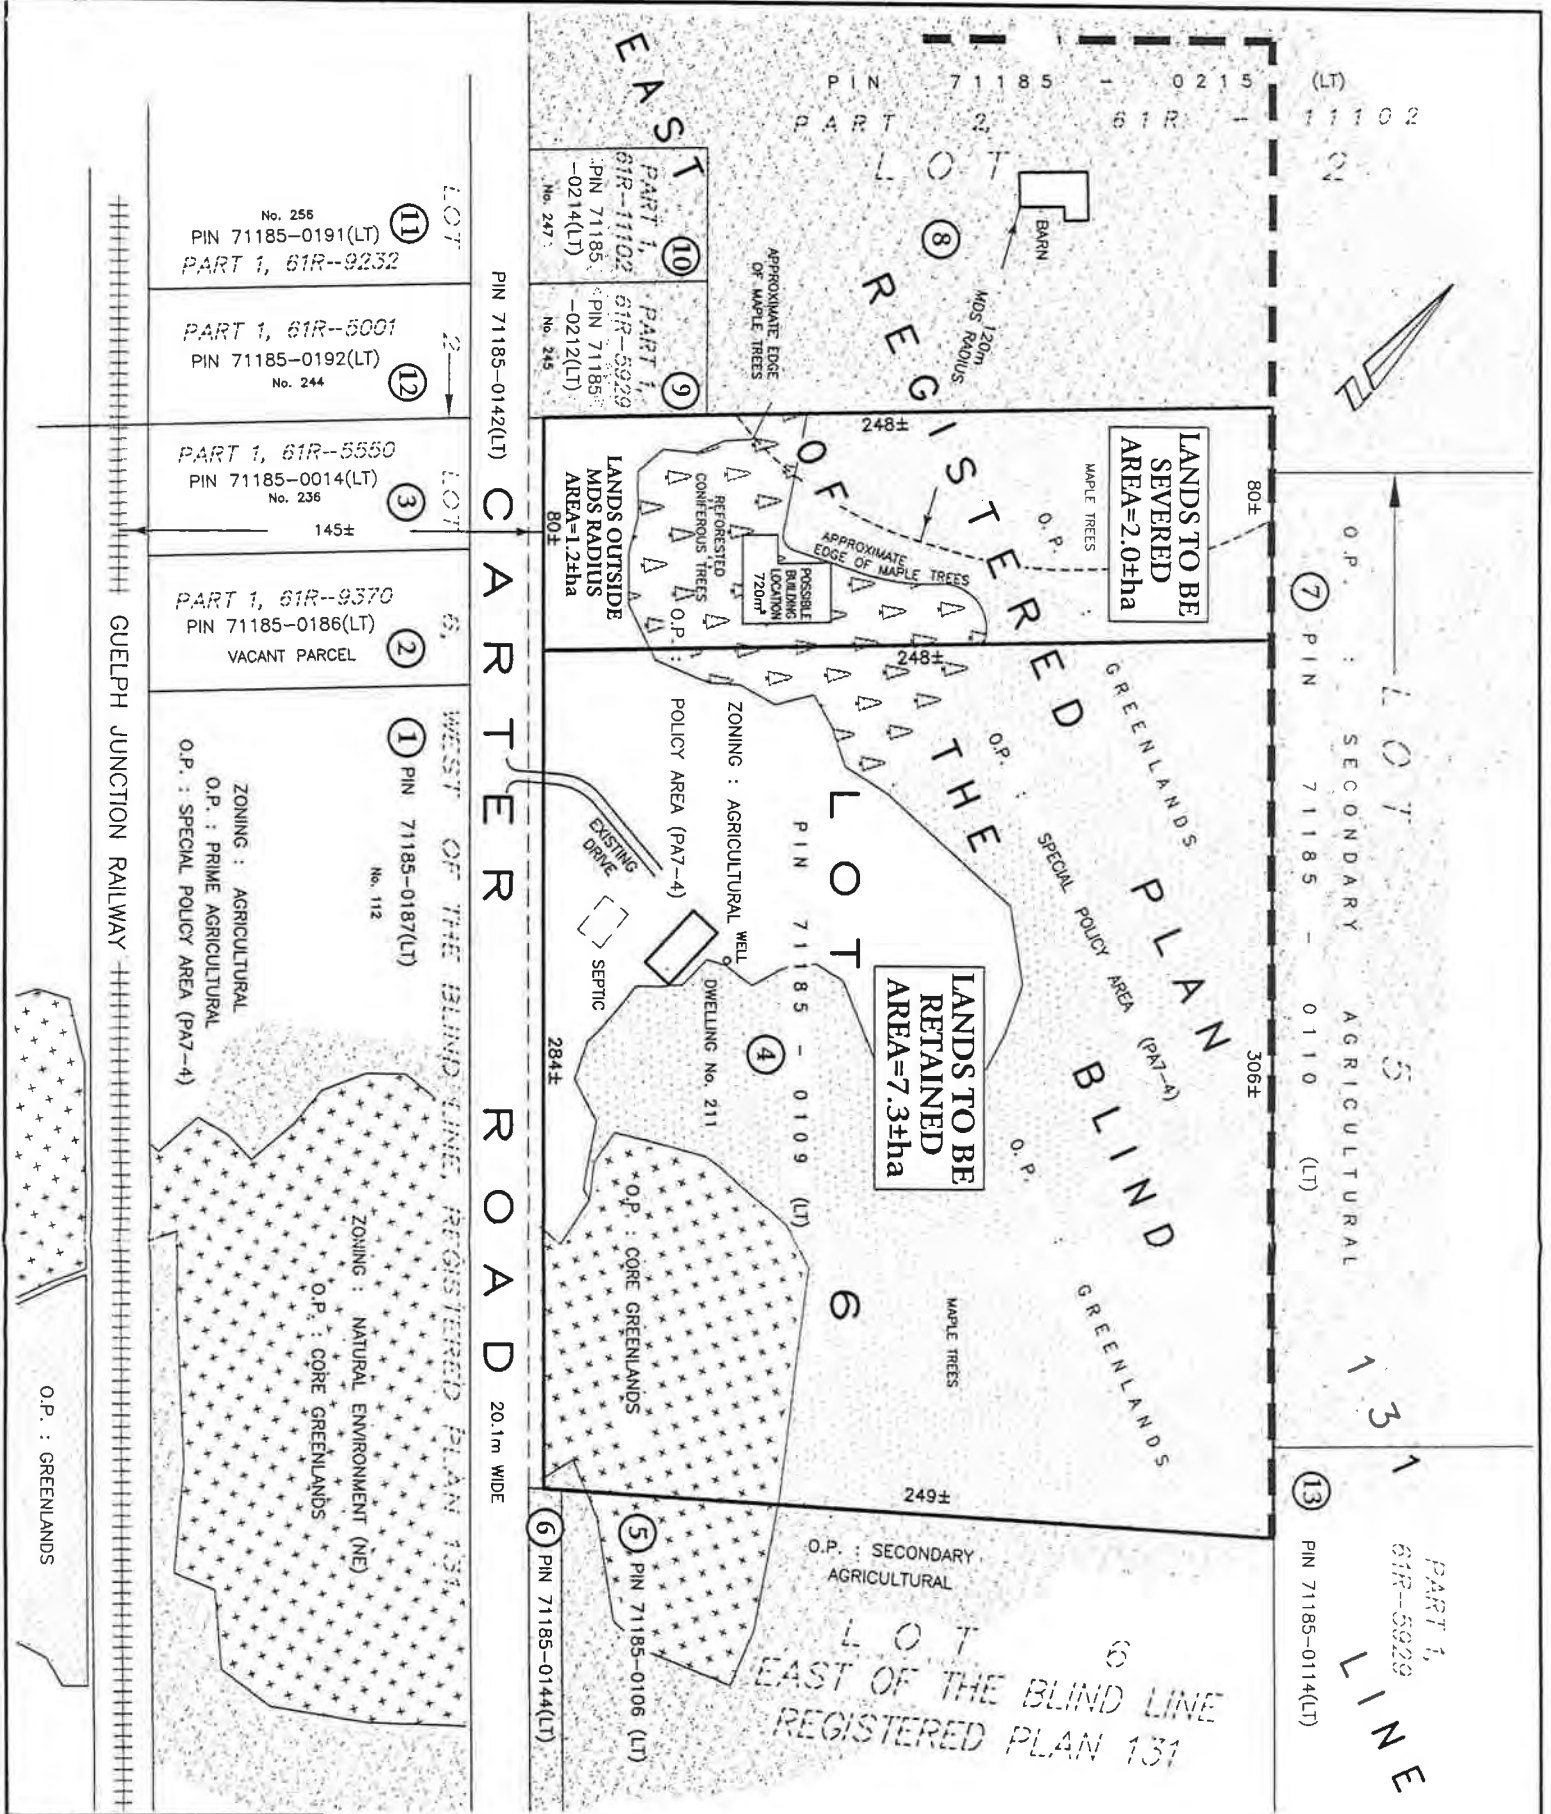 PIN 71185 - 0215 (LT)
PART 2, 61R - 11102
LOT 2
BARN
120m
MDS RADIUS
8
EAST OF THE BLIND LINE
REGISTERED PLAN 131
PART 1,
61R-11102
PIN 71185
-0214(LT)
No. 247
10
PART 1,
61R-5929
PIN 71185
-0212(LT)
No. 245
9
APPROXIMATE EDGE
OF MAPLE TREES
LOT 2
LOT 6, WEST OF THE BLIND LINE, REGISTERED PLAN 131
11
No. 256
PIN 71185-0191(LT)
PART 1, 61R-9232
PART 1, 61R-5001
PIN 71185-0192(LT)
No. 244
12
PART 1, 61R-5550
PIN 71185-0014(LT)
No. 236
3
145±
PART 1, 61R-9370
PIN 71185-0186(LT)
VACANT PARCEL
2
1
PIN 71185-0187(LT)
No. 112
ZONING : AGRICULTURAL
O.P. : PRIME AGRICULTURAL
O.P. : SPECIAL POLICY AREA (PA7-4)
ZONING : NATURAL ENVIRONMENT (NE)
O.P. : CORE GREENLANDS
O.P. : GREENLANDS
GUELPH JUNCTION RAILWAY
PIN 71185-0142(LT)
CARTER ROAD
20.1m WIDE
248±
80±
LANDS TO BE
SEVERED
AREA=2.0±ha
MAPLE TREES
O.P. :
APPROXIMATE
EDGE OF MAPLE TREES
REFORESTED
CONIFEROUS TREES
POSSIBLE
BUILDING
LOCATION
720m²
LANDS OUTSIDE
MDS RADIUS
AREA=1.2±ha
80±
O.P. :
POLICY AREA (PA7-4)
248±
GREENLANDS
O.P. : SPECIAL POLICY AREA (PA7-4)
ZONING : AGRICULTURAL
PIN 71185 - 0109 (LT)
LOT 6
EXISTING
DRIVE
WELL
SEPTIC
DWELLING No. 211
4
LANDS TO BE
RETAINED
AREA=7.3±ha
306±
284±
O.P. : GREENLANDS
MAPLE TREES
O.P. : CORE GREENLANDS
249±
7
PIN 71185 - 0110 (LT)
O.P. : SECONDARY AGRICULTURAL
LOT 5
13
PIN 71185-0114(LT)
PART 1,
61R-5929
O.P. : SECONDARY
AGRICULTURAL
LOT 6
EAST OF THE BLIND LINE
REGISTERED PLAN 131
5
PIN 71185-0106 (LT)
6
PIN 71185-0144(LT)